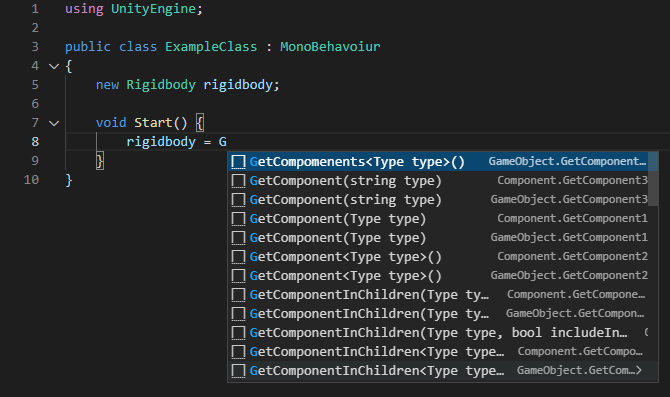 1 using UnityEngine;
2
3 public class ExampleClass : MonoBehavoiur
4 {
5 new Rigidbody rigidbody;
6
7 void Start() {
8 rigidbody = G
9 }
10 }
GetCompomenents<Type type>() GameObject.GetComponent...
GetComponent(string type) Component.GetComponent3
GetComponent(string type) GameObject.GetComponent3
GetComponent(Type type) Component.GetComponent1
GetComponent(Type type) GameObject.GetComponent1
GetComponent<Type type>() Component.GetComponent2
GetComponent<Type type>() GameObject.GetComponent2
GetComponentInChildren(Type ty... Component.GetCompone...
GetComponentInChildren(Type ty... GameObject.GetCompon...
GetComponentInChildren(Type type, bool includeIn...
GetComponentInChildren<Type type... Component.GetCompo...
GetComponentInChildren<Type type... GameObject.GetCom...>